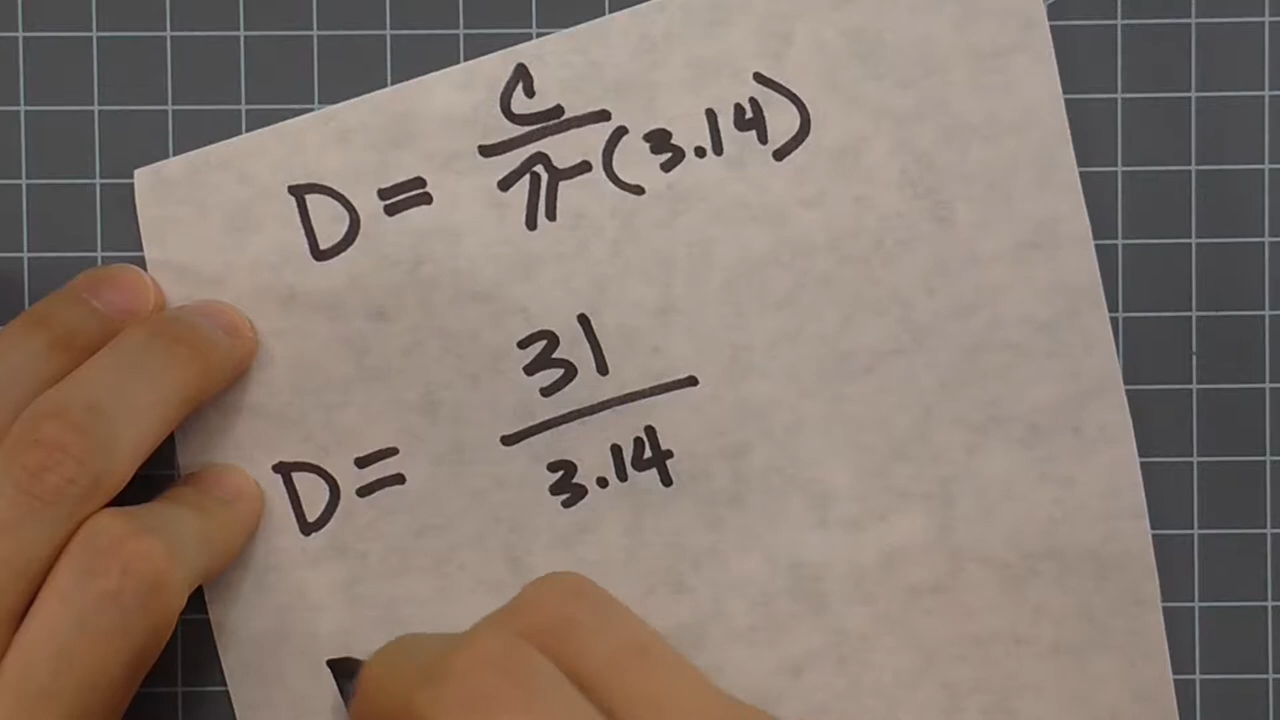 D = C/π (3.14)
D = 31/3.14